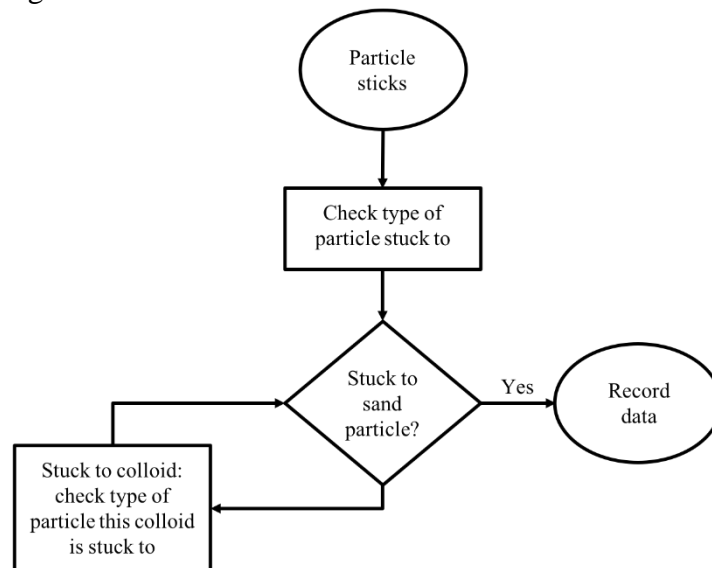 Particle
sticks
Check type of
particle stuck to
Stuck to
sand
particle?
Yes
Record
data
Stuck to colloid:
check type of
particle this colloid
is stuck to